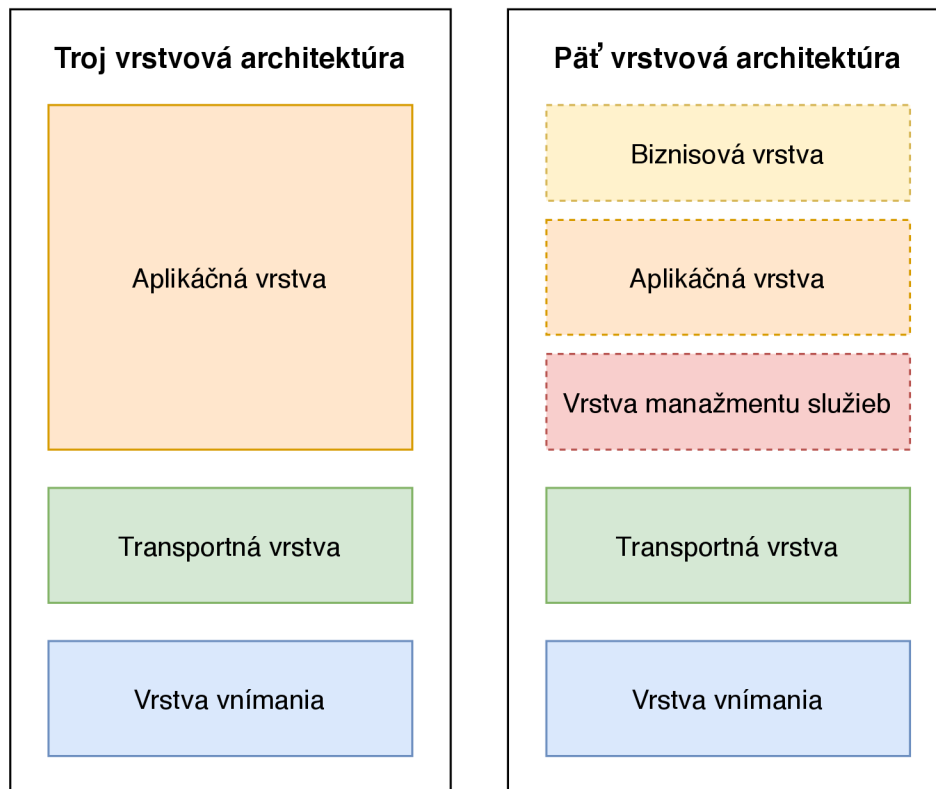 Troj vrstvová architektúra
Aplikáčná vrstva
Transportná vrstva
Vrstva vnímania
Päť vrstvová architektúra
Biznisová vrstva
Aplikáčná vrstva
Vrstva manažmentu služieb
Transportná vrstva
Vrstva vnímania